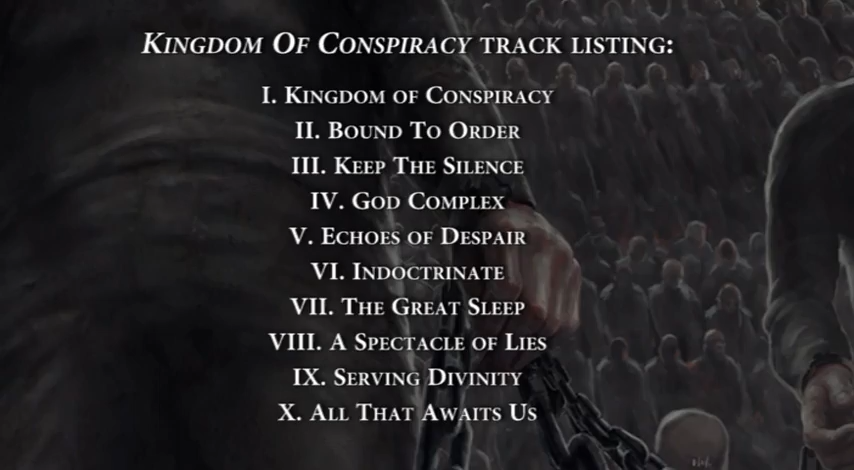 Kingdom Of Conspiracy track listing:
I. Kingdom of Conspiracy
II. Bound To Order
III. Keep The Silence
IV. God Complex
V. Echoes of Despair
VI. Indoctrinate
VII. The Great Sleep
VIII. A Spectacle of Lies
IX. Serving Divinity
X. All That Awaits Us